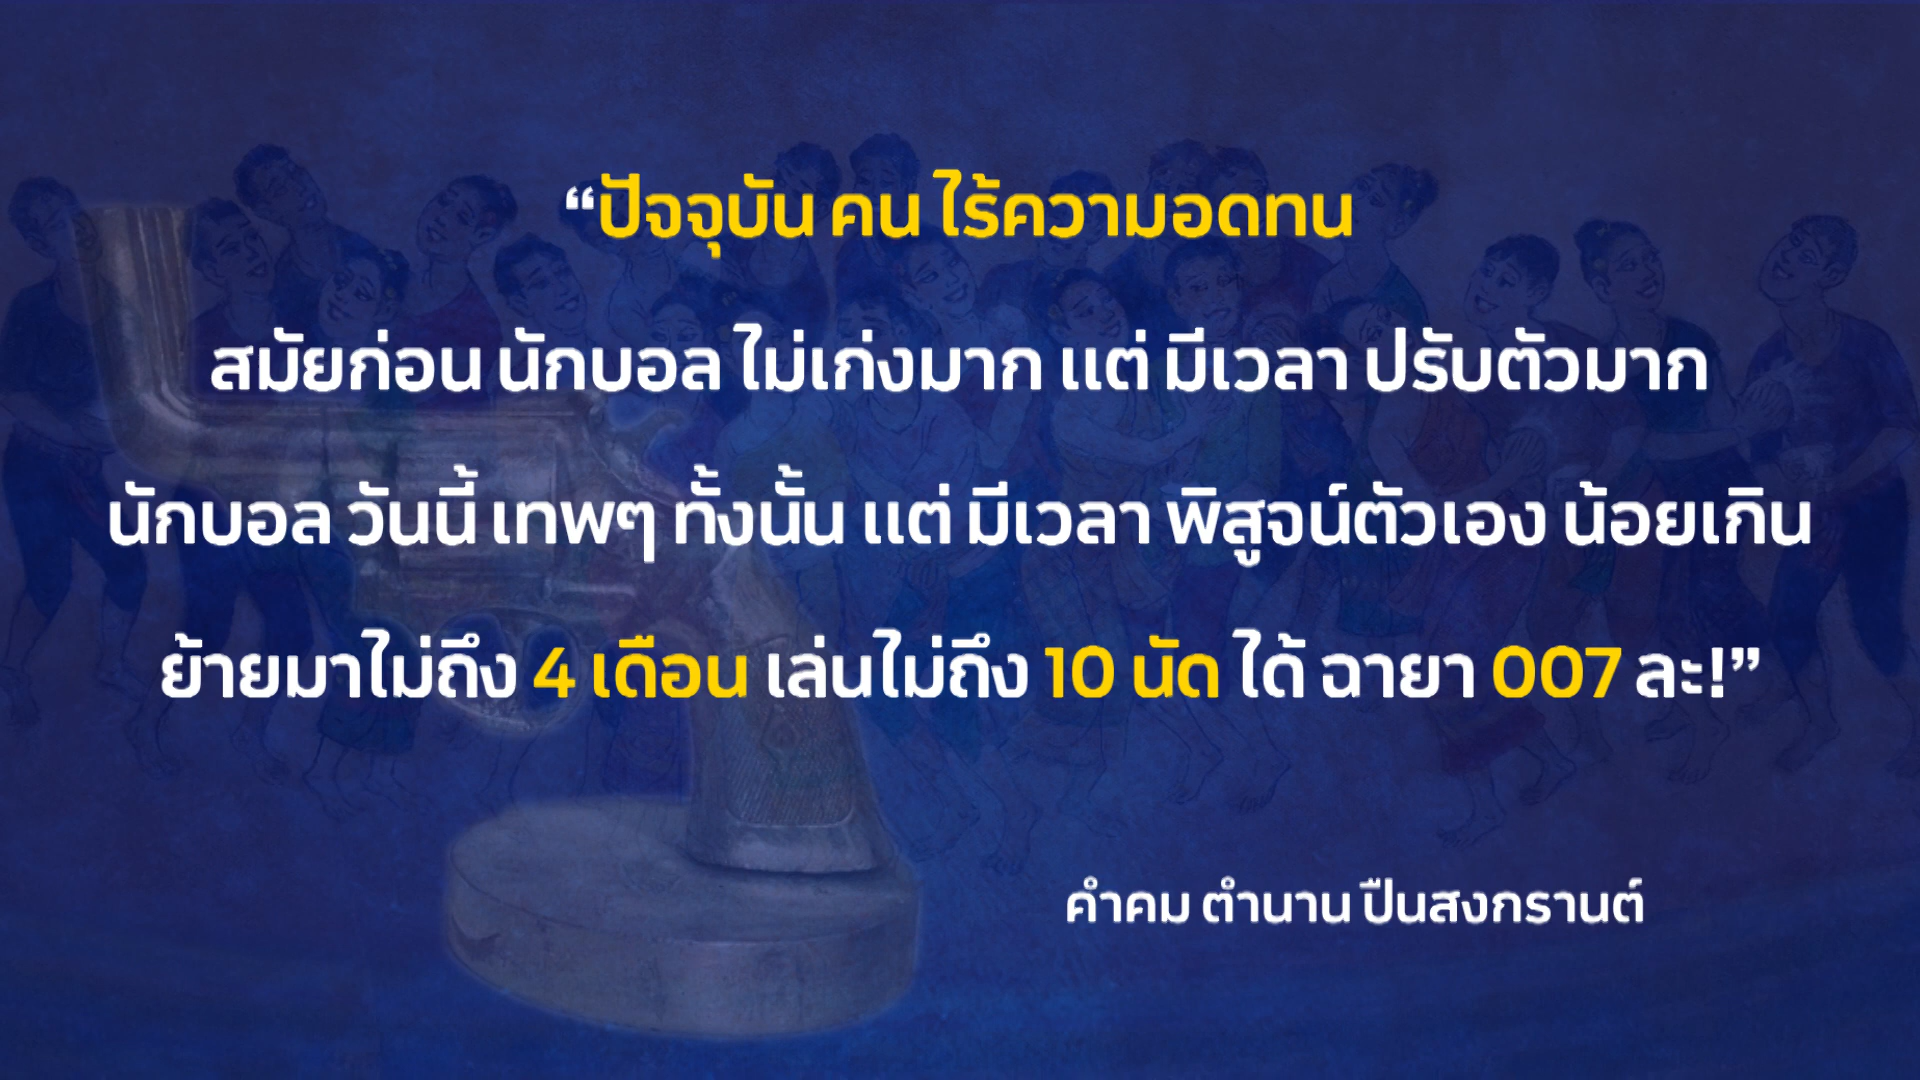 “ปัจจุบัน คน ไร้ความอดทน
สมัยก่อน นักบอล ไม่เก่งมาก แต่ มีเวลา ปรับตัวมาก
นักบอล วันนี้ เทพๆ ทั้งนั้น แต่ มีเวลา พิสูจน์ตัวเอง น้อยเกิน
ย้ายมาไม่ถึง 4 เดือน เล่นไม่ถึง 10 นัด ได้ ฉายา 007 ละ!”
คำคม ตำนาน ปืนสงกรานต์